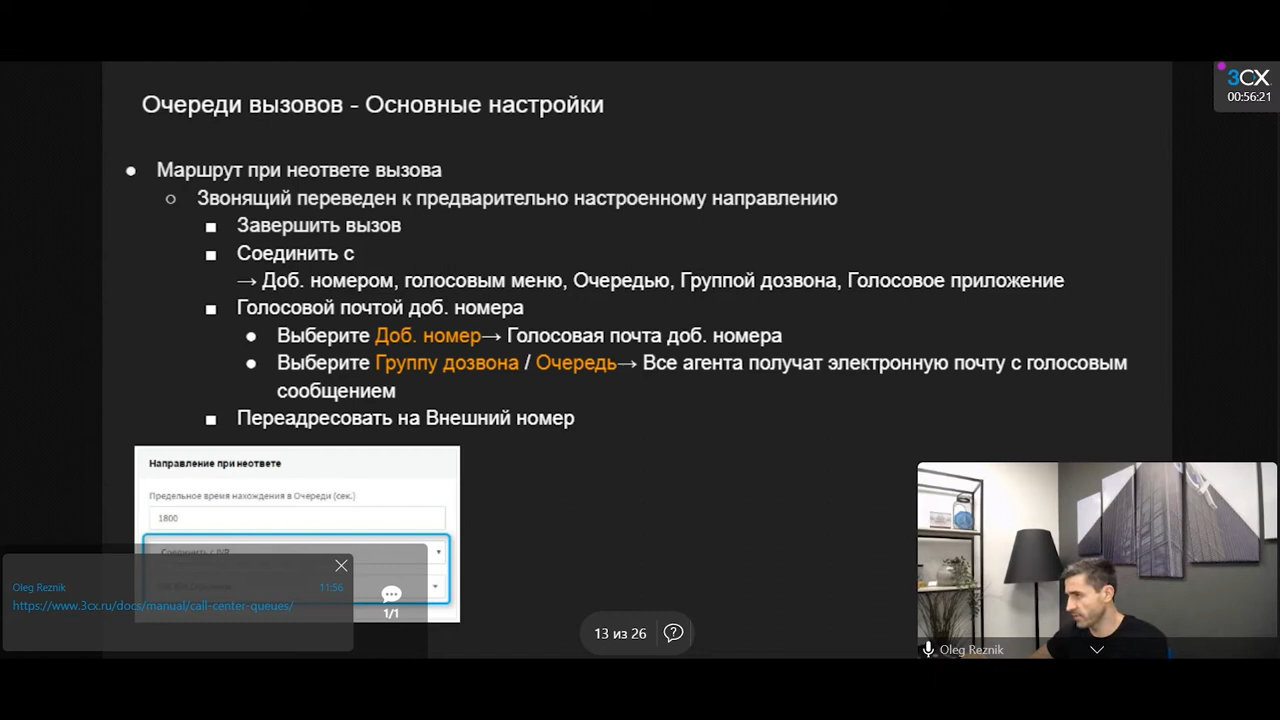 3CX
00:56:21
Очереди вызовов - Основные настройки
Маршрут при неответе вызова
Звонящий переведен к предварительно настроенному направлению
Завершить вызов
Соединить с
→ Доб. номером, голосовым меню, Очередью, Группой дозвона, Голосовое приложение
Голосовой почтой доб. номера
Выберите Доб. номер→ Голосовая почта доб. номера
Выберите Группу дозвона / Очередь→ Все агента получат электронную почту с голосовым
сообщением
Переадресовать на Внешний номер
Направление при неответе
Предельное время нахождения в Очереди (сек.)
1800
Соединить с
Oleg Reznik 11:56
https://www.3cx.ru/docs/manual/call-center-queues/
1/1
13 из 26
Oleg Reznik